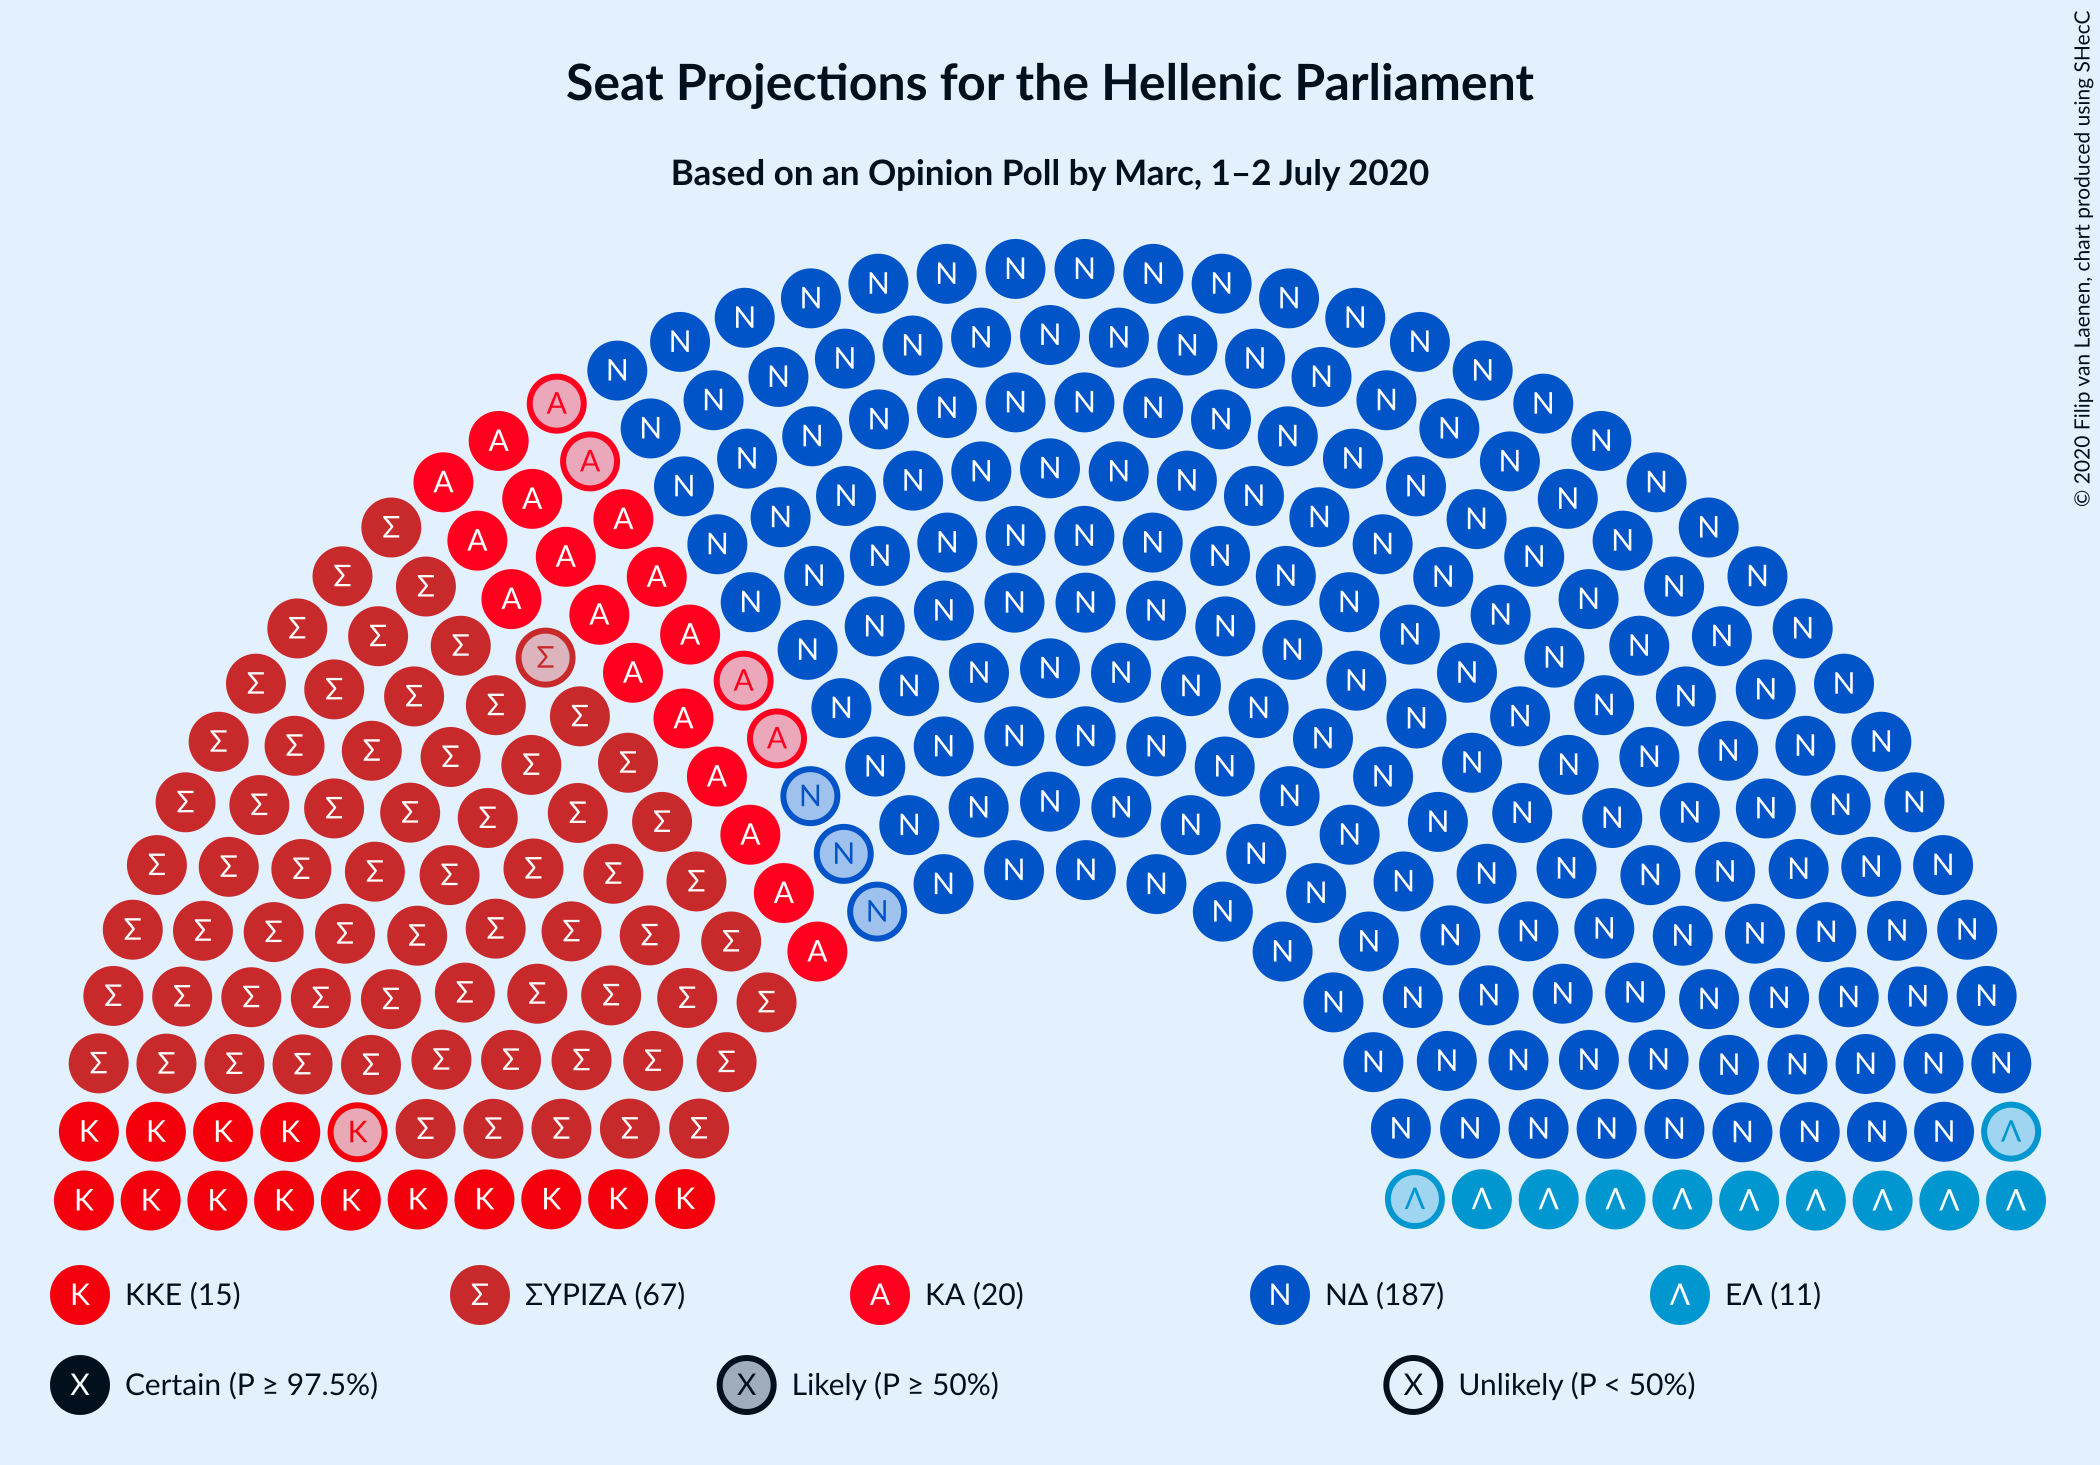 Seat Projections for the Hellenic Parliament
Based on an Opinion Poll by Marc, 1–2 July 2020
© 2020 Filip van Laenen, chart produced using SHecC
K ΚΚΕ (15) Σ ΣΥΡΙΖΑ (67) A ΚΑ (20) N ΝΔ (187) Λ ΕΛ (11)
X Certain (P ≥ 97.5%) X Likely (P ≥ 50%) X Unlikely (P < 50%)